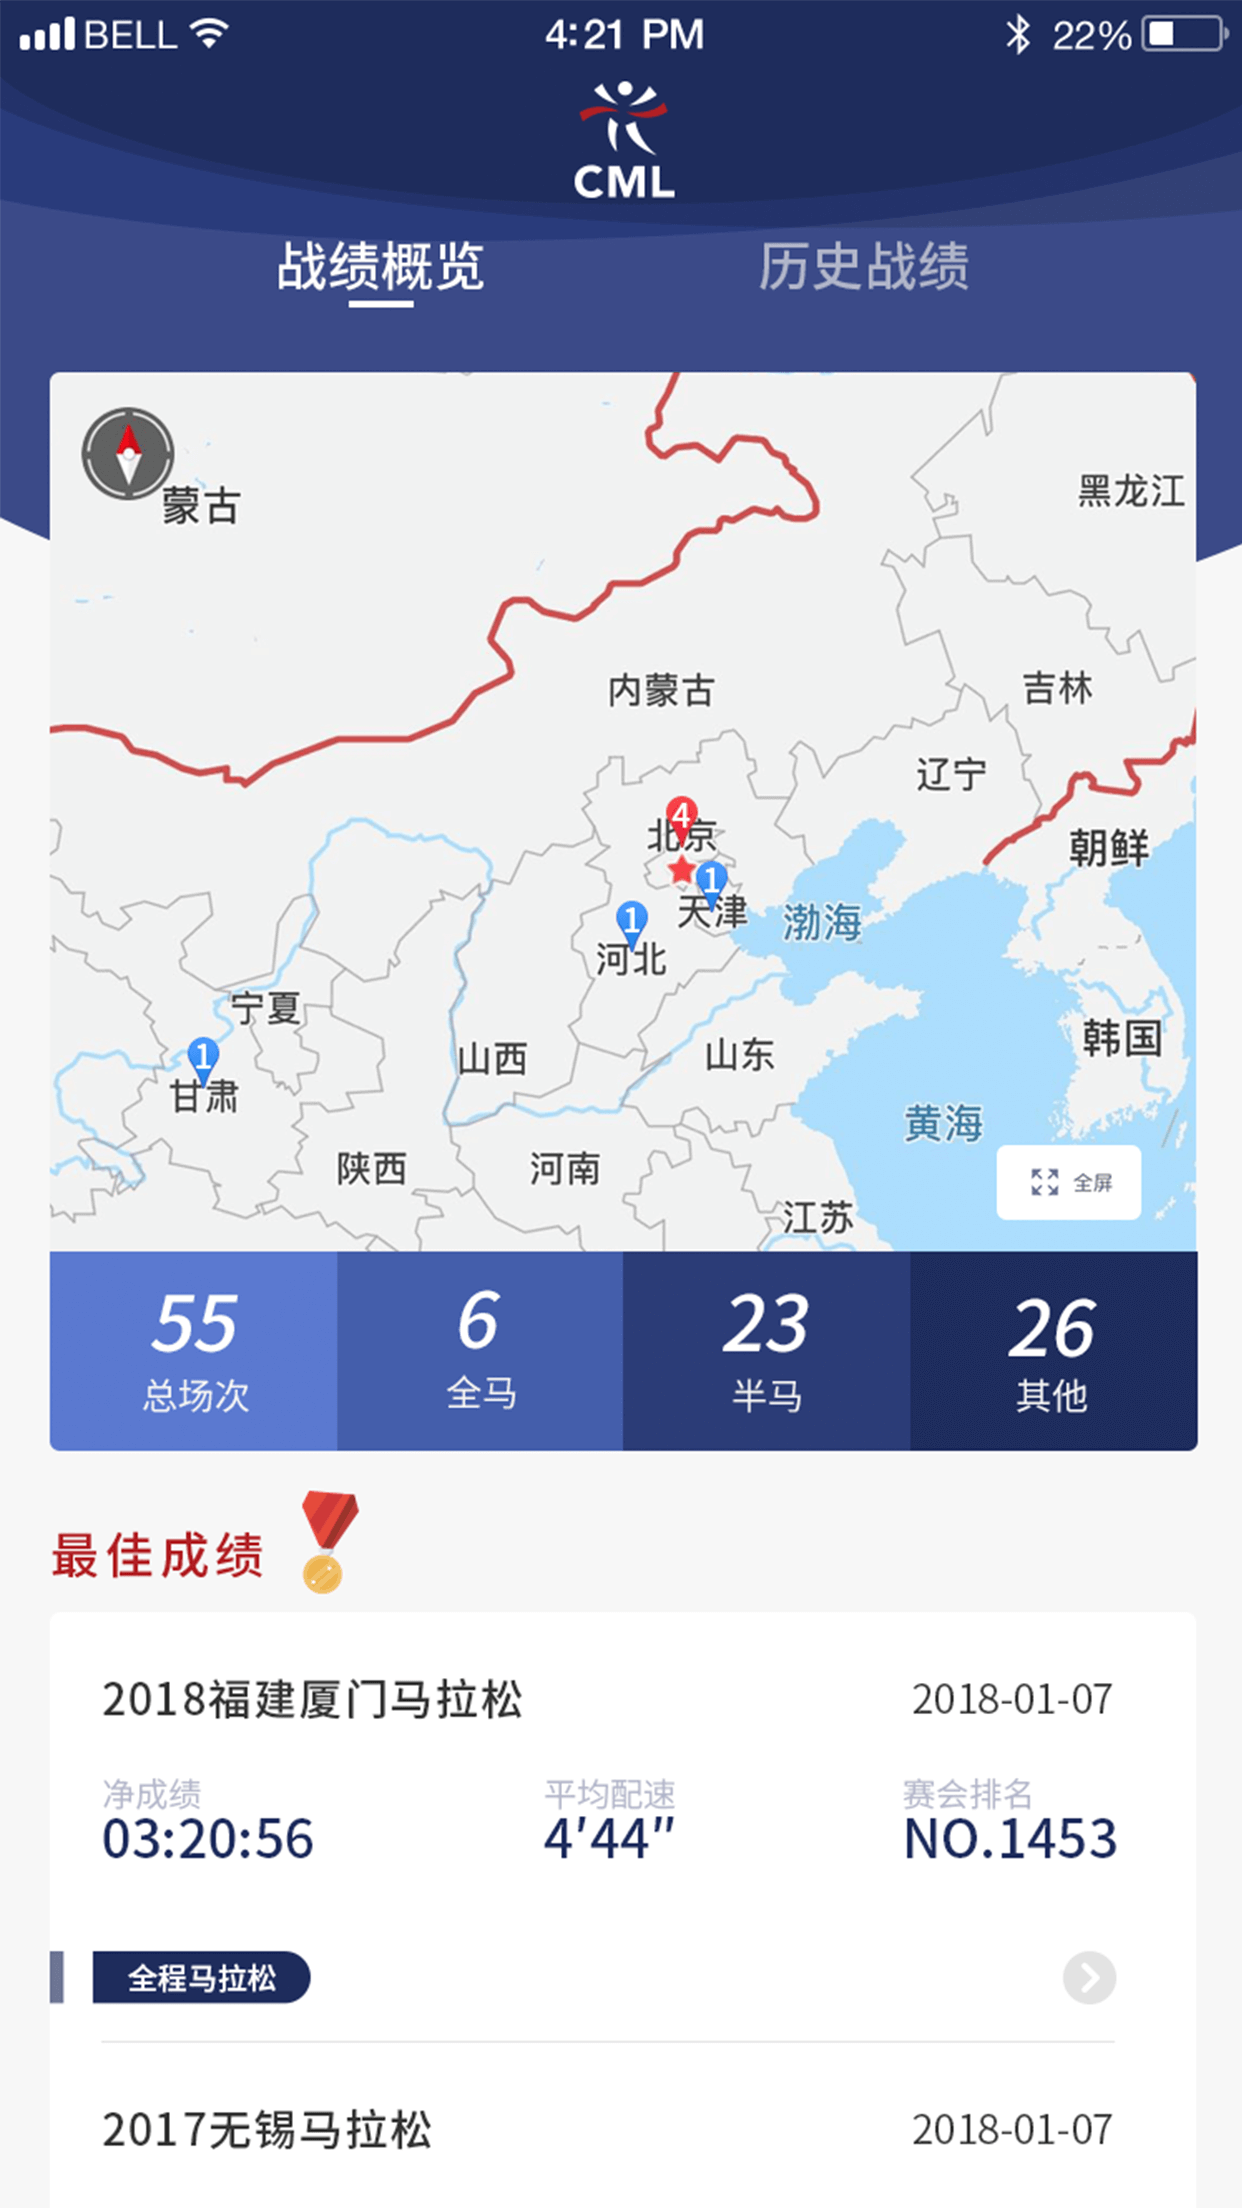 BELL 4:21 PM 22%
CML
战绩概览 历史战绩
蒙古
黑龙江
内蒙古
吉林
辽宁
4
北京
朝鲜
1
天津
1
渤海
河北
宁夏
韩国
1
山西
山东
甘肃
黄海
陕西
河南
全屏
江苏
55 6 23 26
总场次 全马 半马 其他
最佳成绩
2018福建厦门马拉松 2018-01-07
净成绩 平均配速 赛会排名
03:20:56 4'44" NO.1453
全程马拉松
2017无锡马拉松 2018-01-07